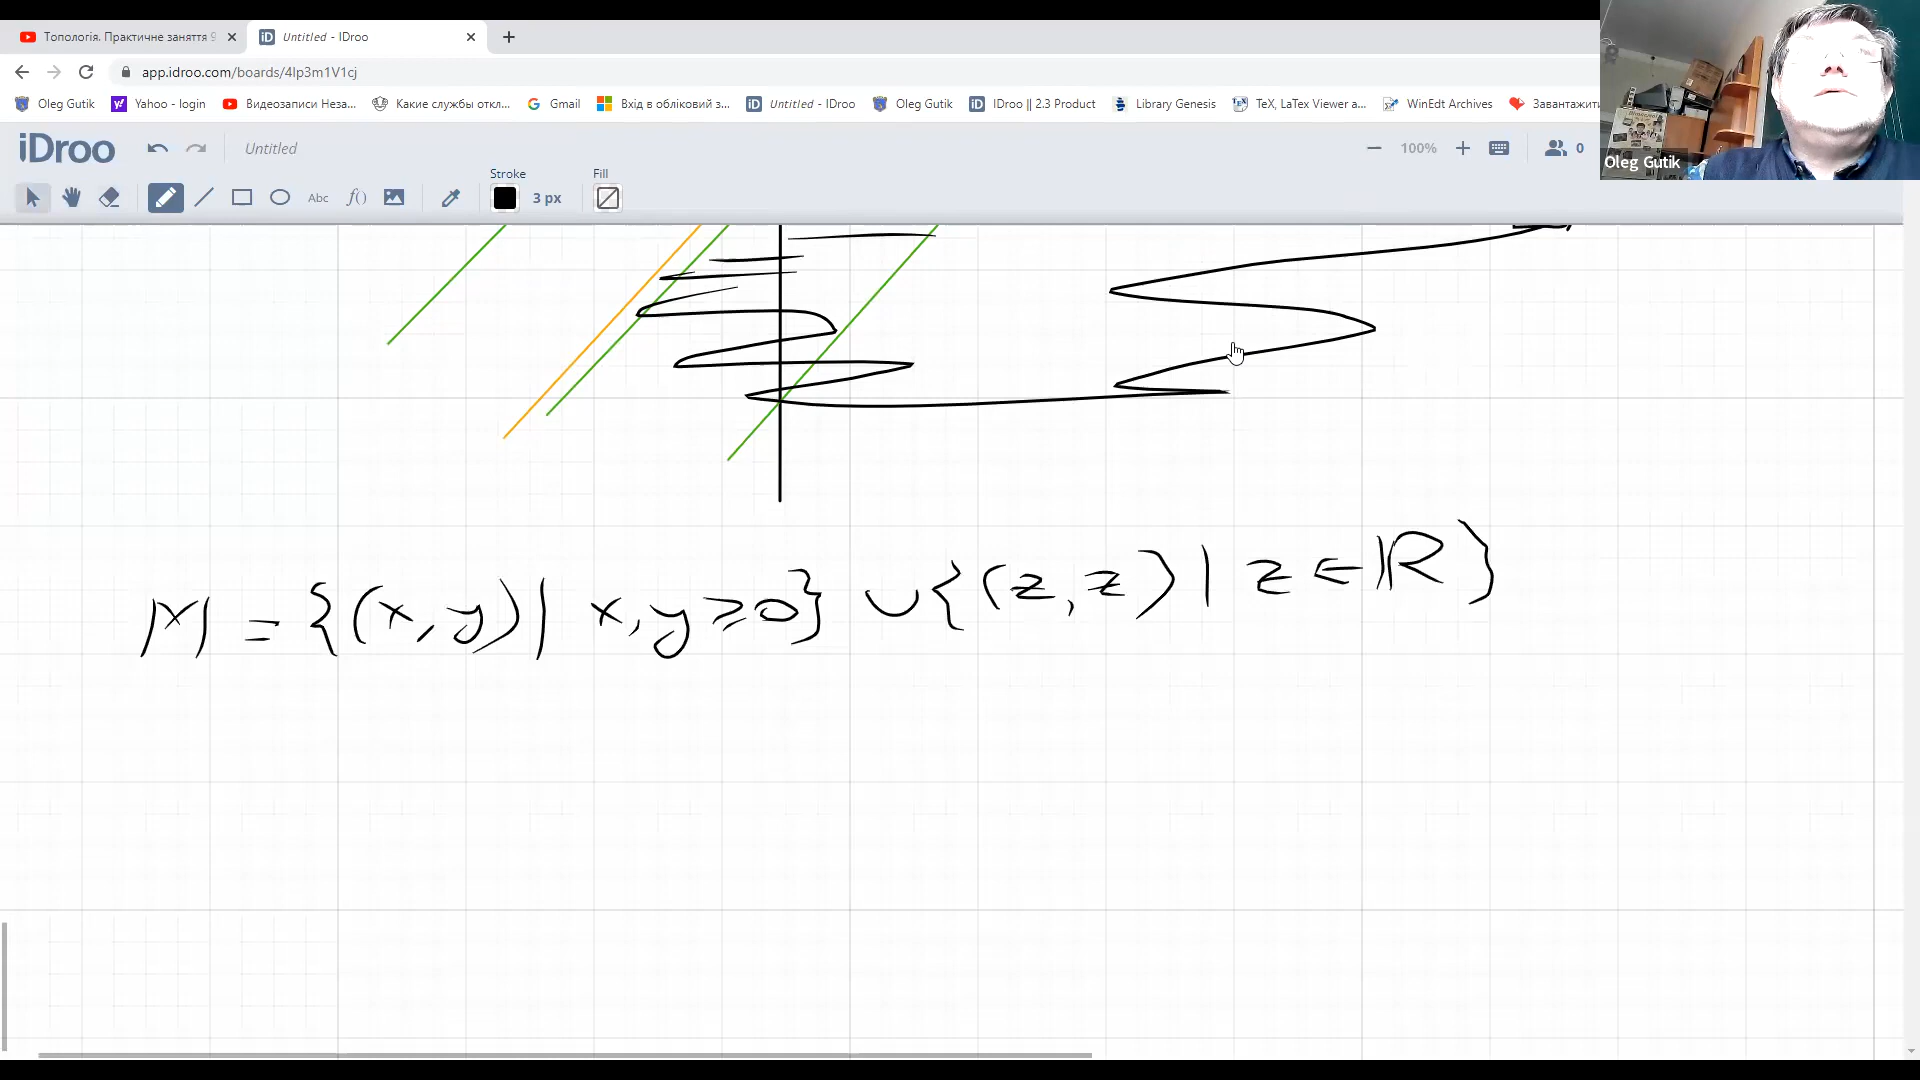 Топологія. Практичне заняття 9
Untitled - IDroo
app.idroo.com/boards/4lp3m1V1cj
Oleg Gutik
Yahoo - login
Видеозаписи Неза...
Какие службы откл...
Gmail
Вхід в обліковий з...
Untitled - IDroo
Oleg Gutik
IDroo || 2.3 Product
Library Genesis
TeX, LaTex Viewer a...
WinEdt Archives
Завантажити
iDroo
Untitled
100%
0
Oleg Gutik
Abc
f()
Stroke
3 px
Fill
M = {(x, y) | x, y ⩾ 0} ∪ {(z, z) | z ∈ ℝ}